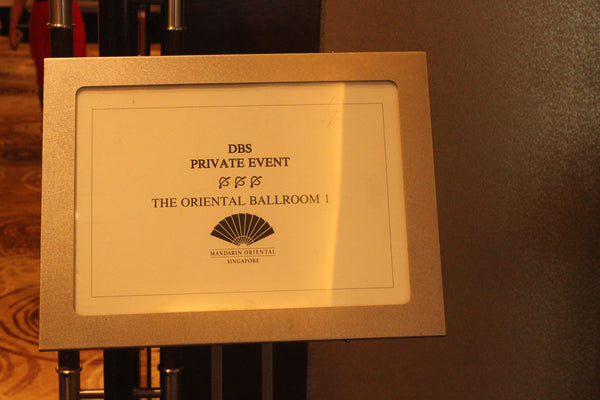 DBS
PRIVATE EVENT
THE ORIENTAL BALLROOM 1
MANDARIN ORIENTAL
SINGAPORE